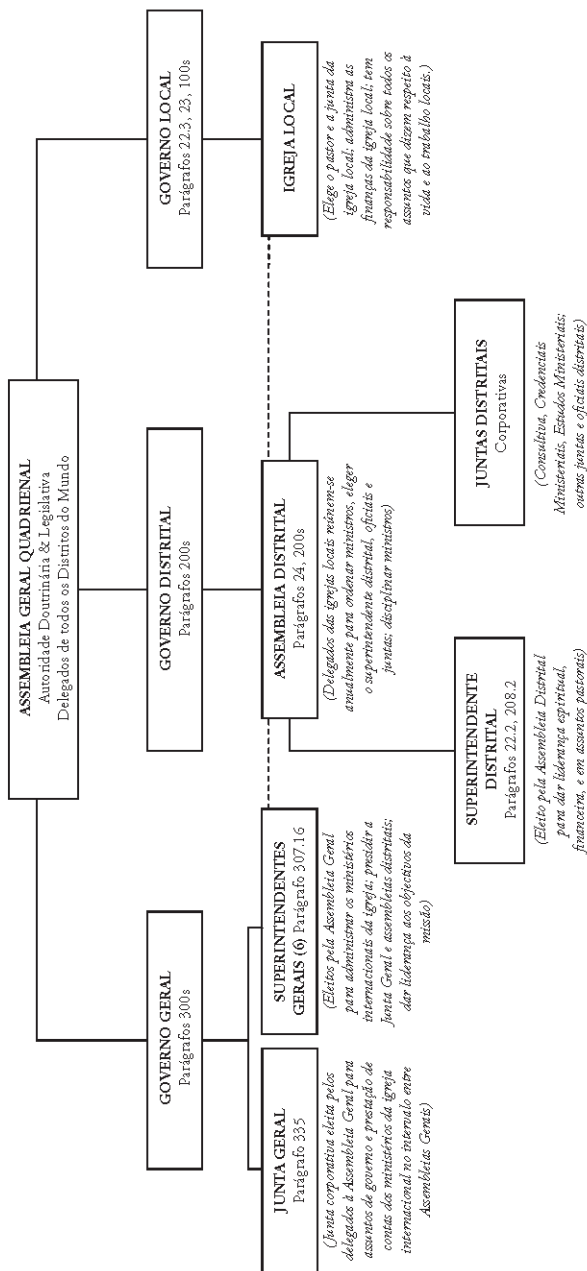 ASSEMBLEIA GERAL QUADRIENAL
Autoridade Doutrinária & Legislativa
Delegados de todos os Distritos do Mundo
GOVERNO GERAL
Parágrafos 300s
GOVERNO DISTRITAL
Parágrafos 200s
GOVERNO LOCAL
Parágrafos 22.3, 23, 100s
JUNTA GERAL
Parágrafo 335
(Junta corporativa eleita pelos
delegados à Assembleia Geral para
assuntos de governo e prestação de
contas dos ministérios da igreja
internacional no intervalo entre
Assembleias Gerais)
SUPERINTENDENTES
GERAIS (6) Parágrafo 307.16
(Eleitos pela Assembleia Geral
para administrar os ministérios
internacionais da igreja; presidir a
Junta Geral e assembleias distritais;
dar liderança aos objectivos da
missão)
ASSEMBLEIA DISTRITAL
Parágrafos 24, 200s
(Delegados das igrejas locais reúnem-se
anualmente para ordenar ministros, eleger
o superintendente distrital, oficiais e
juntas; disciplinar ministros)
IGREJA LOCAL
(Elege o pastor e a junta da
igreja local; administra as
finanças da igreja local; tem
responsabilidade sobre todos os
assuntos que dizem respeito à
vida e ao trabalho locais.)
SUPERINTENDENTE
DISTRITAL
Parágrafos 22.2, 208.2
(Eleito pela Assembleia Distrital
para dar liderança espiritual,
financeira, e em assuntos pastorais)
JUNTAS DISTRITAIS
Corporativas
(Consultiva, Credenciais
Ministeriais, Estudos Ministeriais;
outras juntas e oficiais distritais)